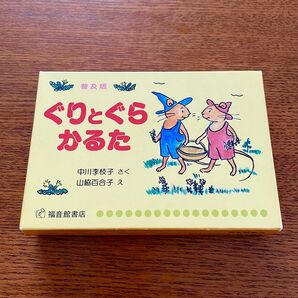 普及版
ぐりとぐら
かるた
中川李枝子 さく
山脇百合子 え
福音館書店